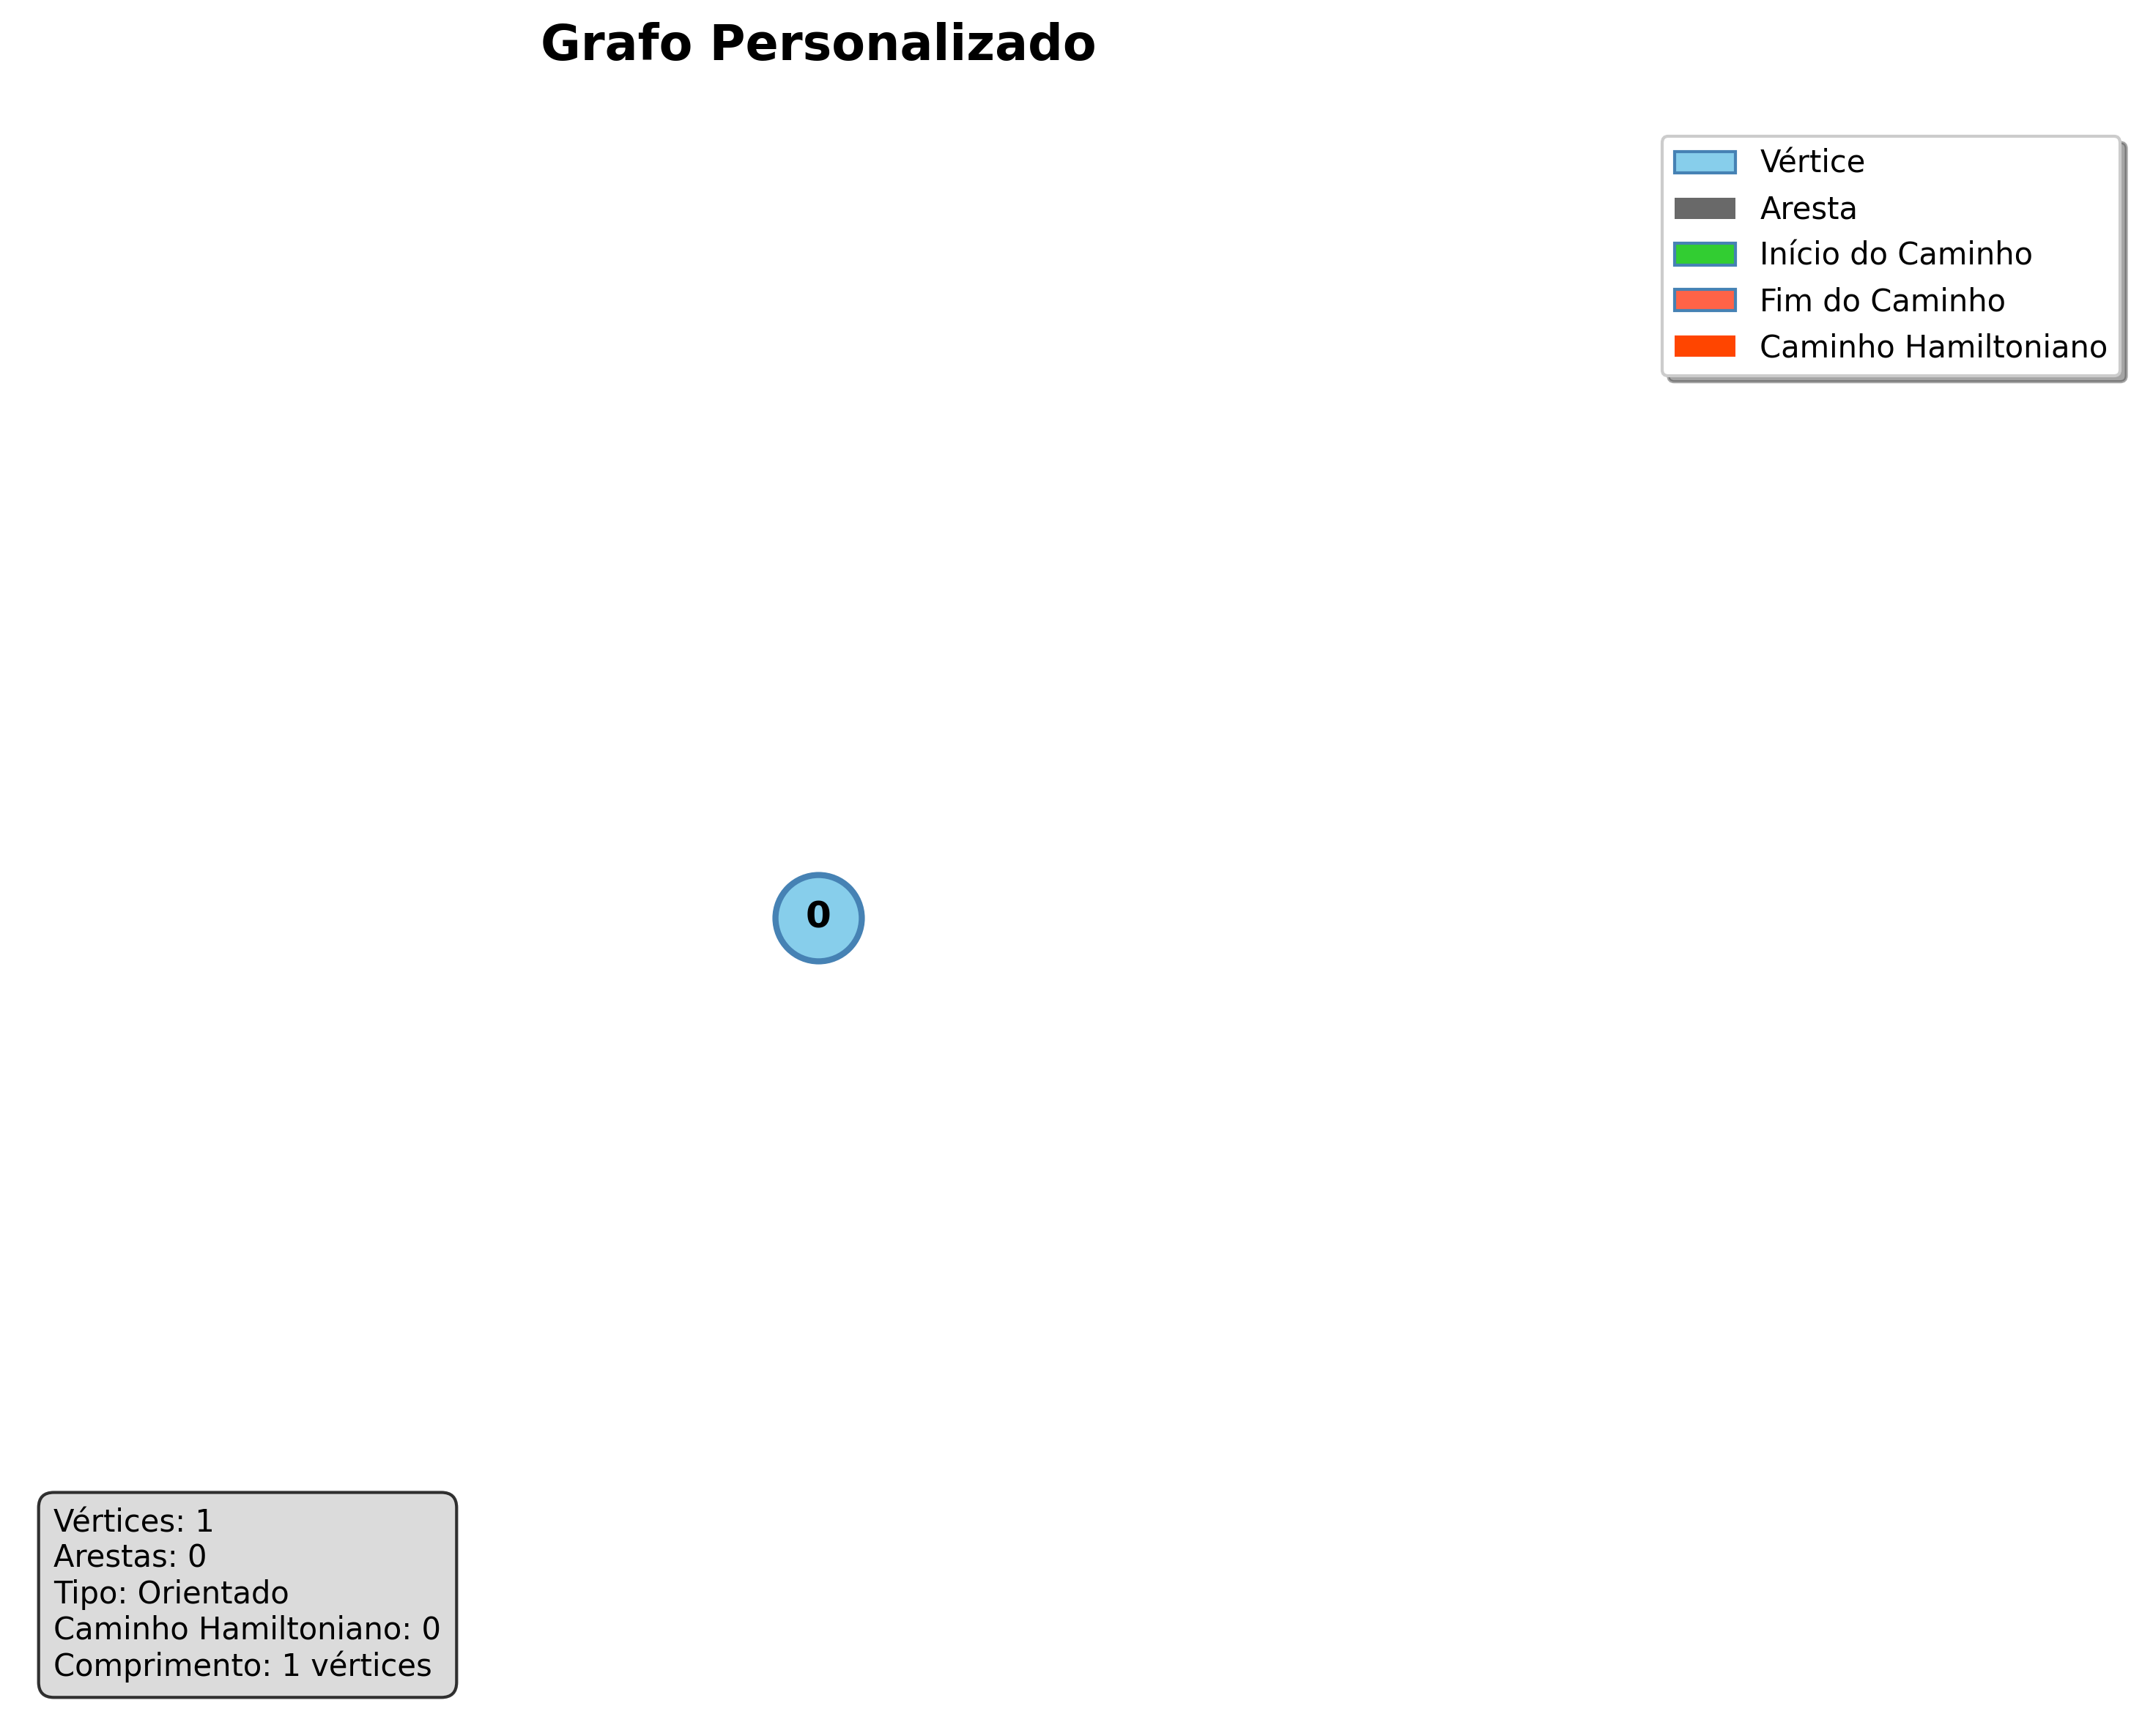 Grafo Personalizado
Vértice
Aresta
Início do Caminho
Fim do Caminho
Caminho Hamiltoniano
0
Vértices: 1
Arestas: 0
Tipo: Orientado
Caminho Hamiltoniano: 0
Comprimento: 1 vértices